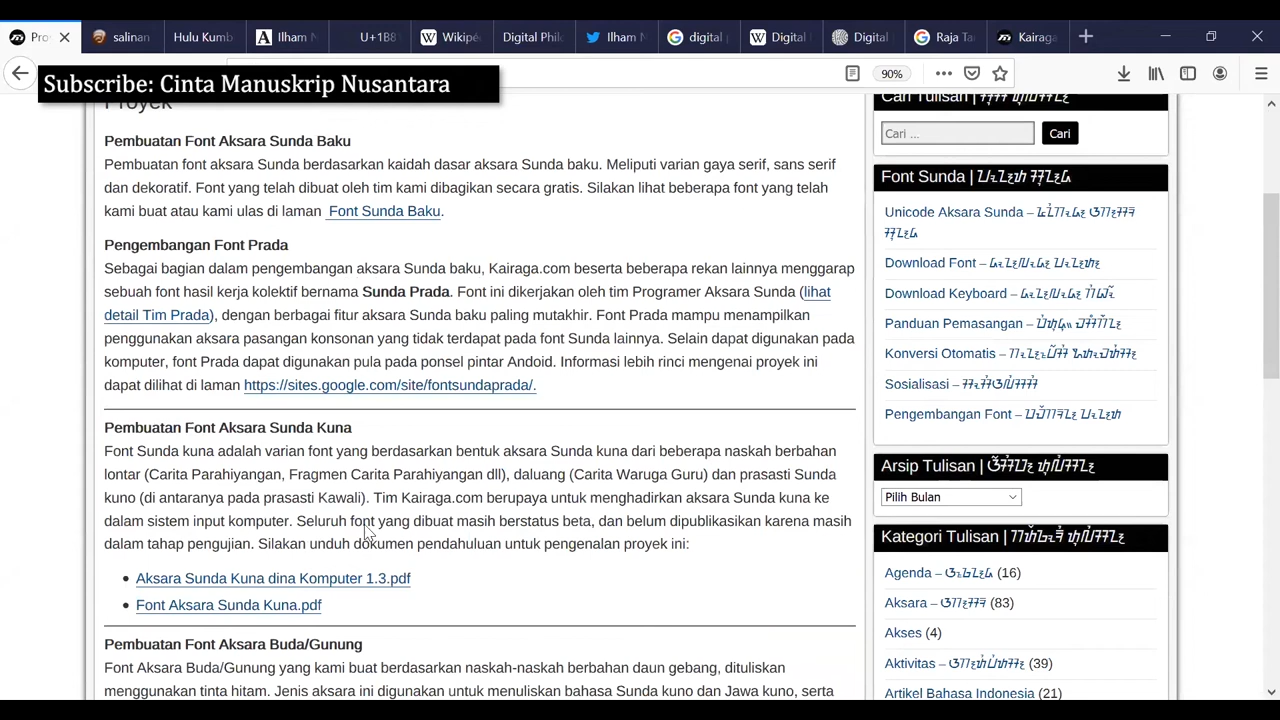 Pro
salinan
Hulu Kumb
Ilham N
U+1B8
Wikipé
Digital Phil
Ilham N
digital
Digital
Digital
Raja Ta
Kairaga
Subscribe: Cinta Manuskrip Nusantara
90%
Proyek
Pembuatan Font Aksara Sunda Baku
Pembuatan font aksara Sunda berdasarkan kaidah dasar aksara Sunda baku. Meliputi varian gaya serif, sans serif
dan dekoratif. Font yang telah dibuat oleh tim kami dibagikan secara gratis. Silakan lihat beberapa font yang telah
kami buat atau kami ulas di laman Font Sunda Baku.
Pengembangan Font Prada
Sebagai bagian dalam pengembangan aksara Sunda baku, Kairaga.com beserta beberapa rekan lainnya menggarap
sebuah font hasil kerja kolektif bernama Sunda Prada. Font ini dikerjakan oleh tim Programer Aksara Sunda (lihat
detail Tim Prada), dengan berbagai fitur aksara Sunda baku paling mutakhir. Font Prada mampu menampilkan
penggunaan aksara pasangan konsonan yang tidak terdapat pada font Sunda lainnya. Selain dapat digunakan pada
komputer, font Prada dapat digunakan pula pada ponsel pintar Andoid. Informasi lebih rinci mengenai proyek ini
dapat dilihat di laman https://sites.google.com/site/fontsundaprada/.
Pembuatan Font Aksara Sunda Kuna
Font Sunda kuna adalah varian font yang berdasarkan bentuk aksara Sunda kuna dari beberapa naskah berbahan
lontar (Carita Parahiyangan, Fragmen Carita Parahiyangan dll), daluang (Carita Waruga Guru) dan prasasti Sunda
kuno (di antaranya pada prasasti Kawali). Tim Kairaga.com berupaya untuk menghadirkan aksara Sunda kuna ke
dalam sistem input komputer. Seluruh font yang dibuat masih berstatus beta, dan belum dipublikasikan karena masih
dalam tahap pengujian. Silakan unduh dokumen pendahuluan untuk pengenalan proyek ini:
Aksara Sunda Kuna dina Komputer 1.3.pdf
Font Aksara Sunda Kuna.pdf
Pembuatan Font Aksara Buda/Gunung
Font Aksara Buda/Gunung yang kami buat berdasarkan naskah-naskah berbahan daun gebang, dituliskan
menggunakan tinta hitam. Jenis aksara ini digunakan untuk menuliskan bahasa Sunda kuno dan Jawa kuno, serta
Cari Tulisan |
Cari ...
Cari
Font Sunda |
Unicode Aksara Sunda –
Download Font –
Download Keyboard –
Panduan Pemasangan –
Konversi Otomatis –
Sosialisasi –
Pengembangan Font –
Arsip Tulisan |
Pilih Bulan
Kategori Tulisan |
Agenda – (16)
Aksara – (83)
Akses (4)
Aktivitas – (39)
Artikel Bahasa Indonesia (21)